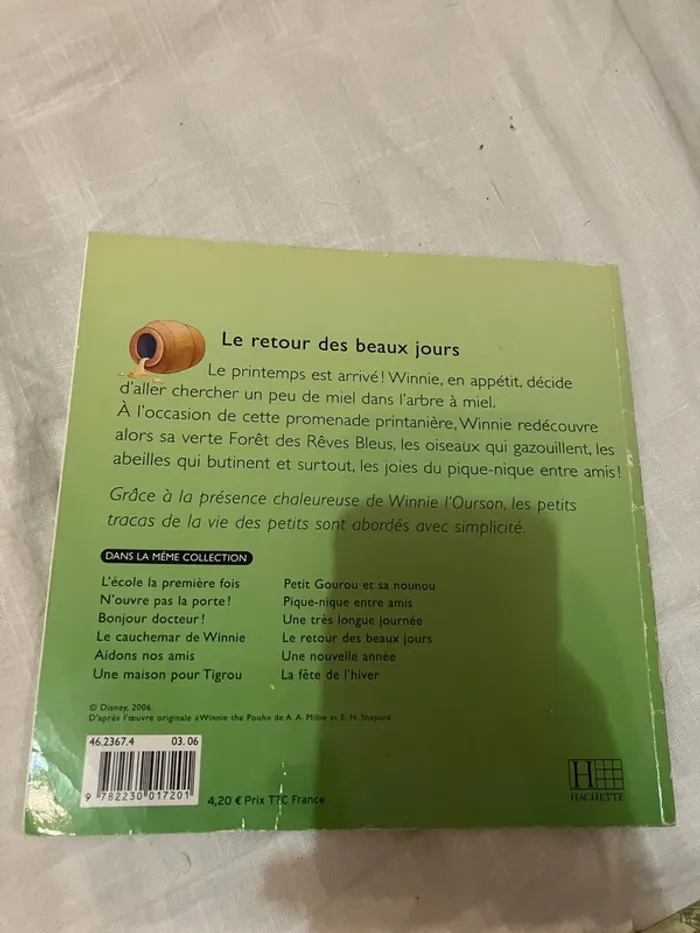 Le retour des beaux jours
Le printemps est arrivé ! Winnie, en appétit, décide
d'aller chercher un peu de miel dans l'arbre à miel.
À l'occasion de cette promenade printanière, Winnie redécouvre
alors sa verte Forêt des Rêves Bleus, les oiseaux qui gazouillent, les
abeilles qui butinent et surtout, les joies du pique-nique entre amis !
Grâce à la présence chaleureuse de Winnie l'Ourson, les petits
tracas de la vie des petits sont abordés avec simplicité.
DANS LA MÊME COLLECTION
L'école la première fois
N'ouvre pas la porte !
Bonjour docteur !
Le cauchemar de Winnie
Aidons nos amis
Une maison pour Tigrou
Petit Gourou et sa nounou
Pique-nique entre amis
Une très longue journée
Le retour des beaux jours
Une nouvelle année
La fête de l'hiver
© Disney, 2006.
D'après l'œuvre originale «Winnie the Pooh» de A. A. Milne et E. H. Shepard.
46.2367.4 03. 06
9 782230 017201
4,20 € Prix TTC France
H
HACHETTE